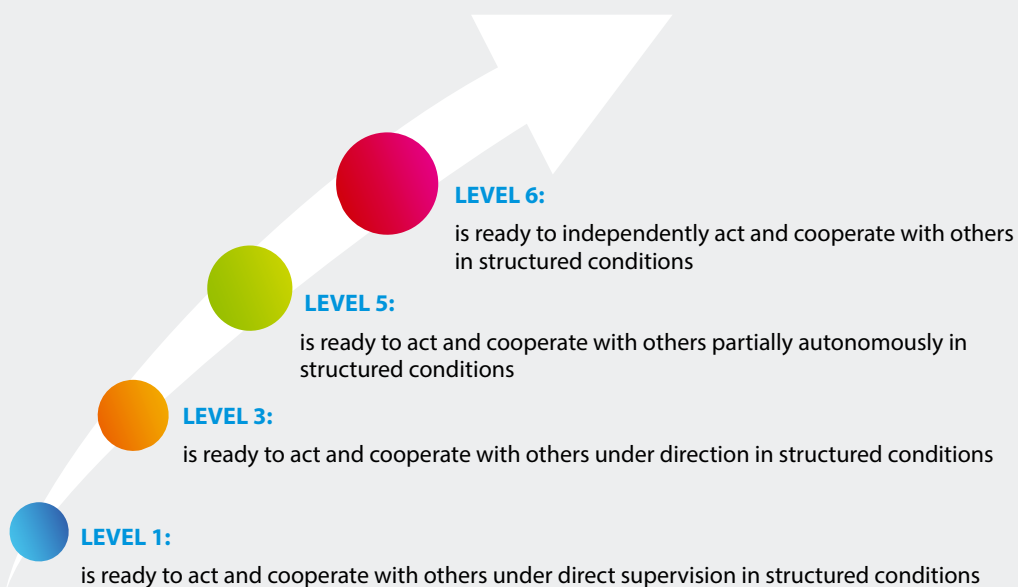 LEVEL 6:
is ready to independently act and cooperate with others
in structured conditions
LEVEL 5:
is ready to act and cooperate with others partially autonomously in
structured conditions
LEVEL 3:
is ready to act and cooperate with others under direction in structured conditions
LEVEL 1:
is ready to act and cooperate with others under direct supervision in structured conditions